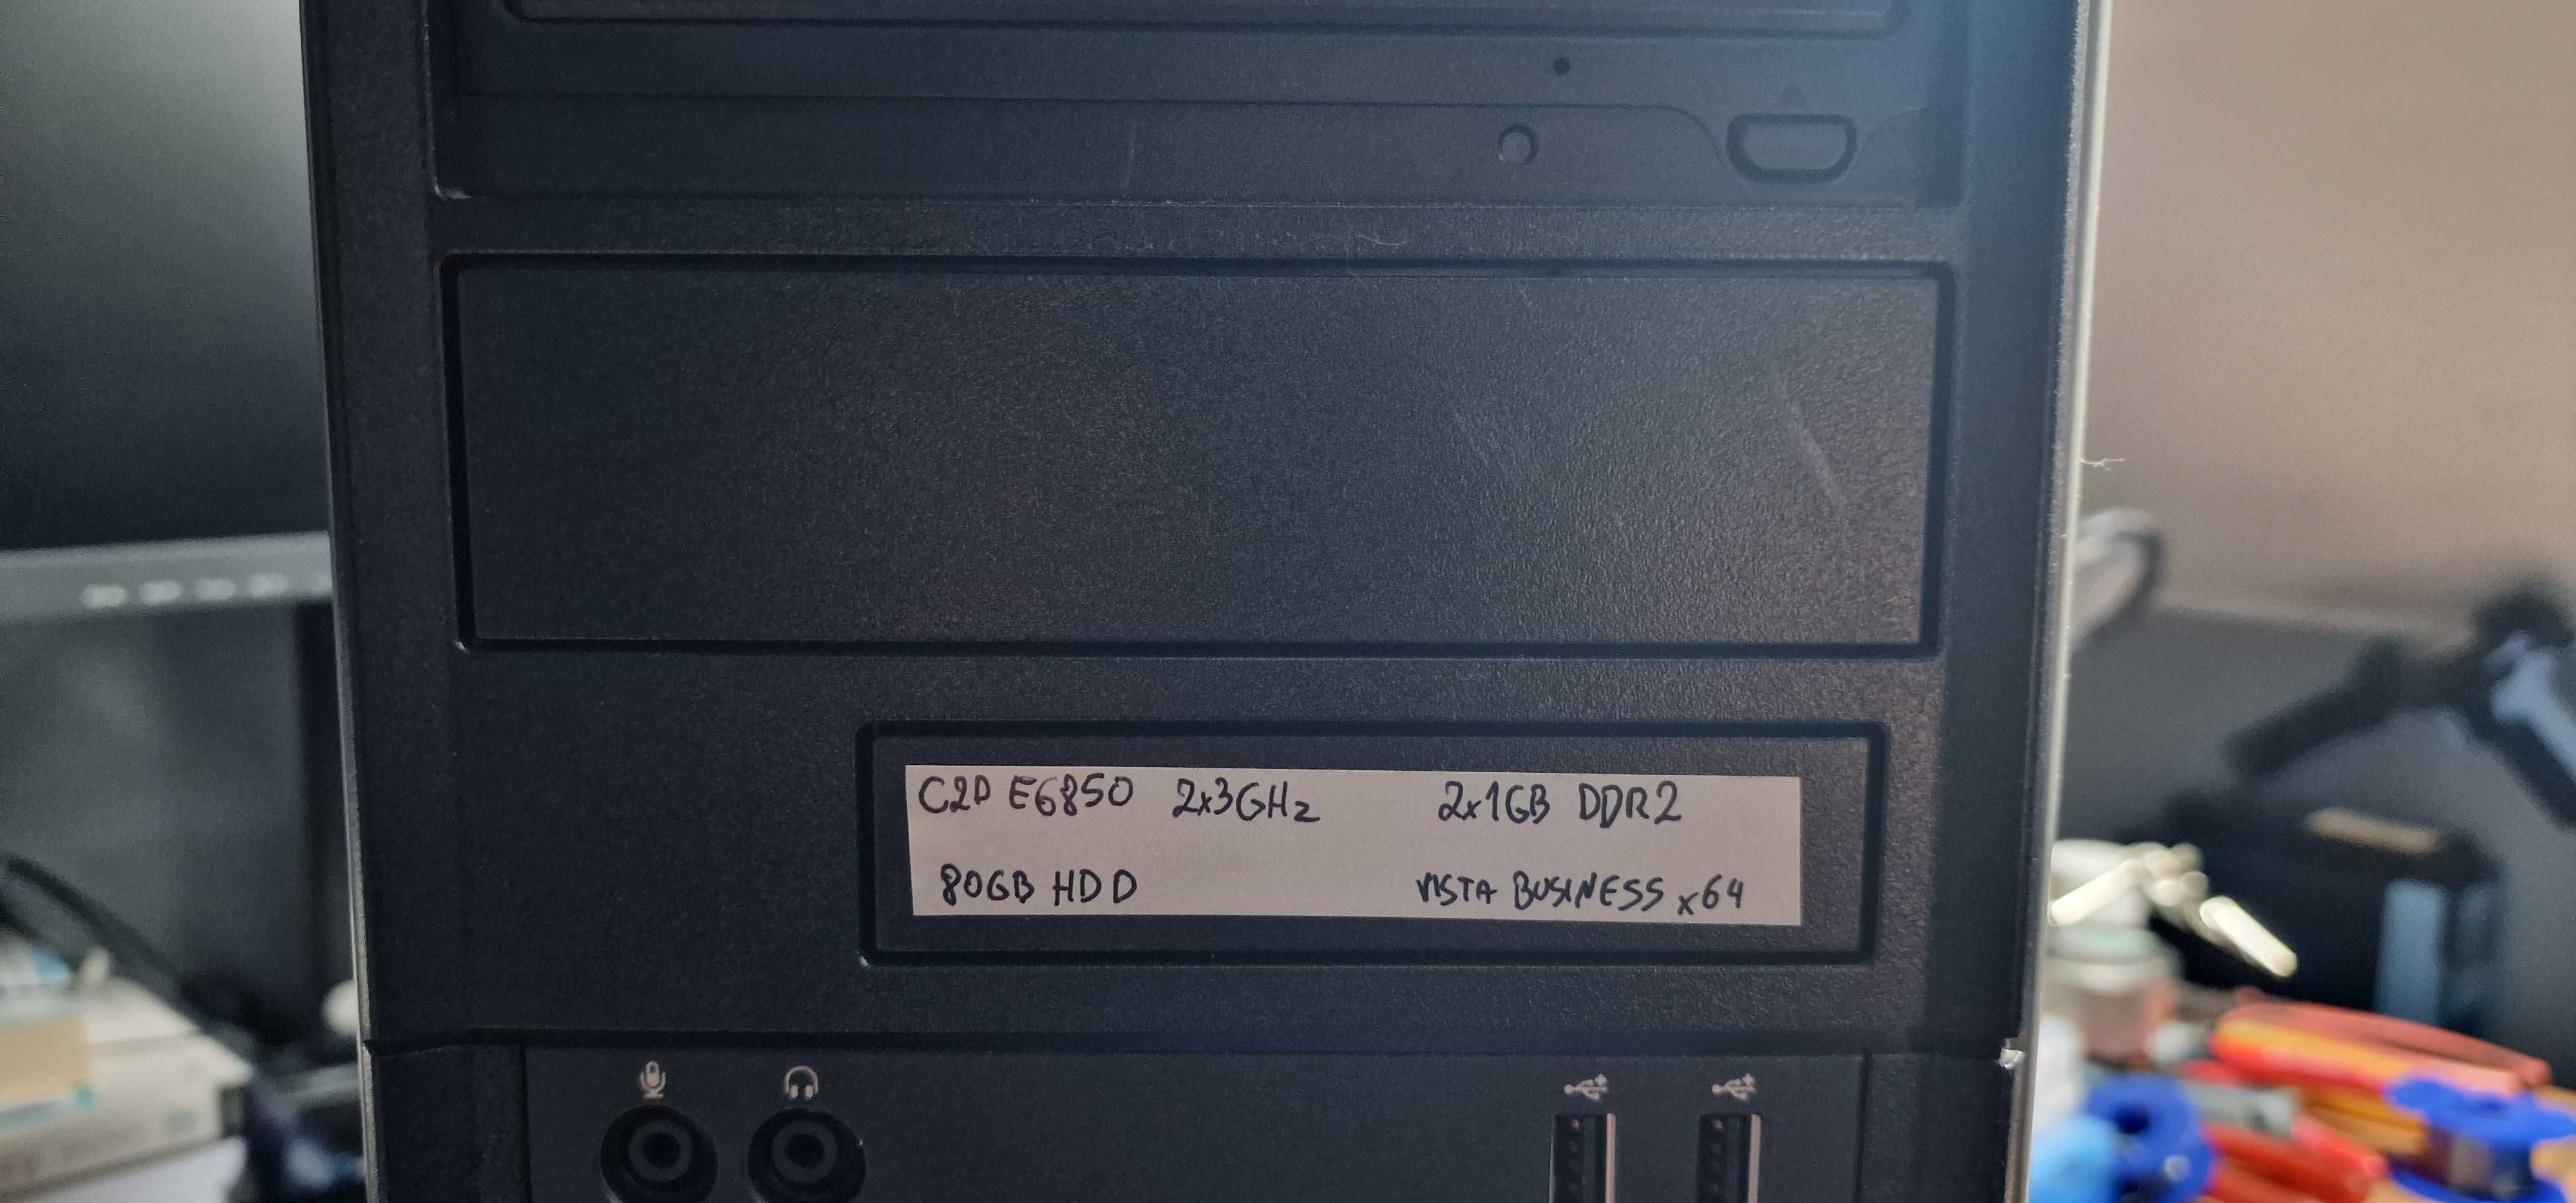 C2D E6850 2x3GHz 2x1GB DDR2
80GB HDD VISTA BUSINESS x64